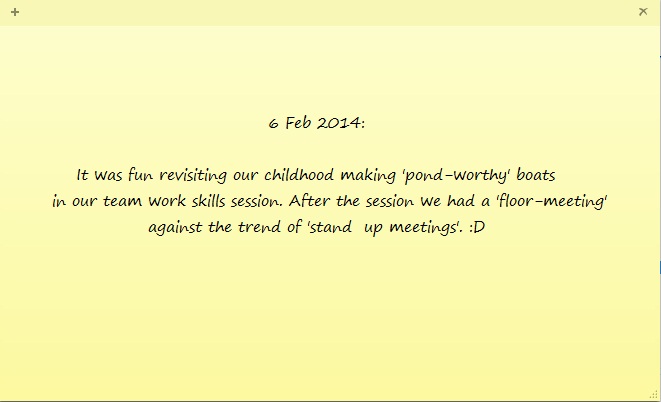 6 Feb 2014:
It was fun revisiting our childhood making 'pond-worthy' boats
in our team work skills session. After the session we had a 'floor-meeting'
against the trend of 'stand  up meetings'. :D